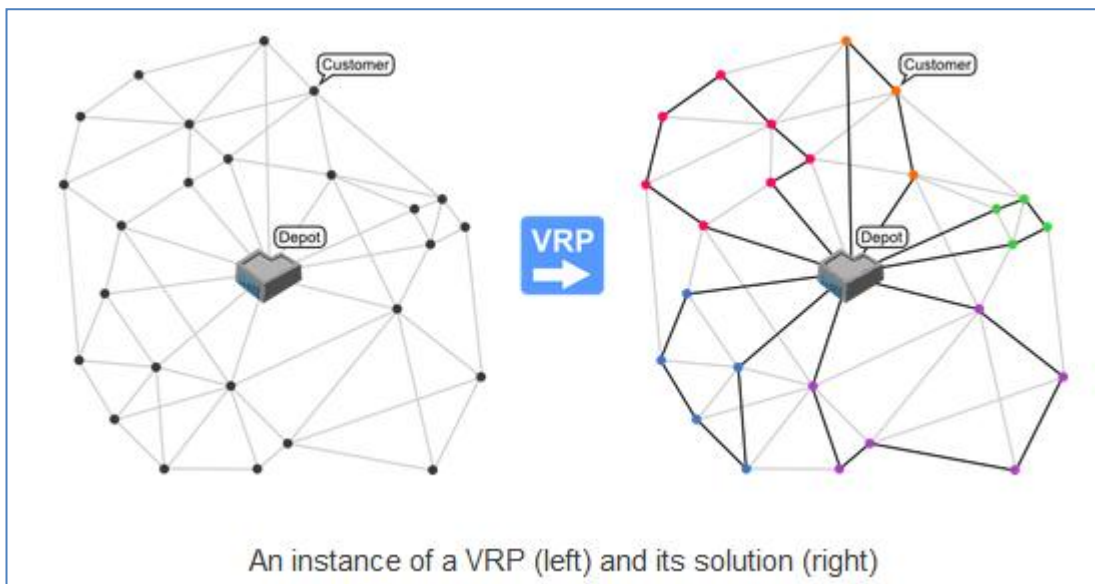 Customer
Depot
VRP
Customer
Depot
An instance of a VRP (left) and its solution (right)